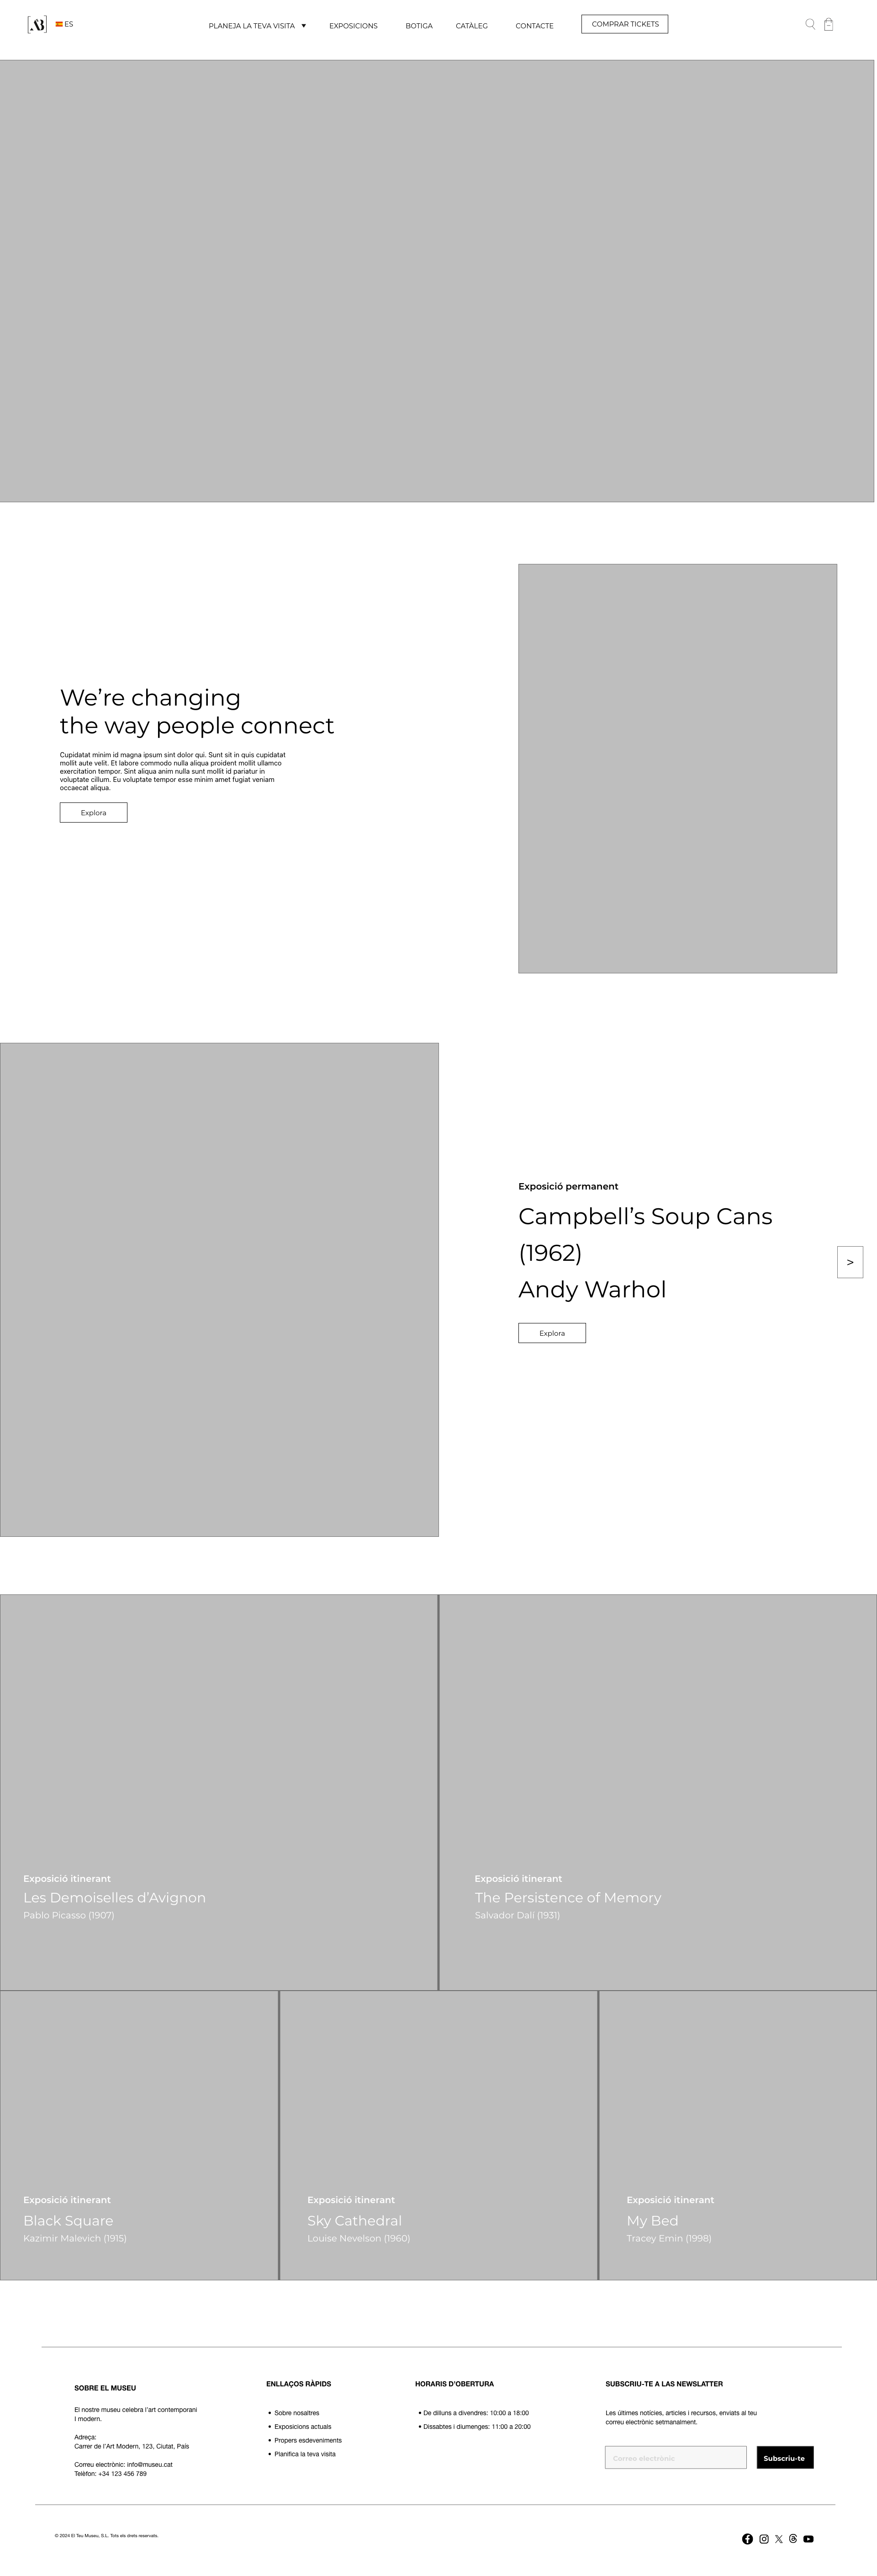 AB ES PLANEJA LA TEVA VISITA EXPOSICIONS BOTIGA CATÀLEG CONTACTE COMPRAR TICKETS
We're changing
the way people connect
Cupidatat minim id magna ipsum sint dolor qui. Sunt sit in quis cupidatat
mollit aute velit. Et labore commodo nulla aliqua proident mollit ullamco
exercitation tempor. Sint aliqua anim nulla sunt mollit id pariatur in
voluptate cillum. Eu voluptate tempor esse minim amet fugiat veniam
occaecat aliqua.
Explora
Exposició permanent
Campbell's Soup Cans
(1962)
Andy Warhol
>
Explora
Exposició itinerant
Les Demoiselles d'Avignon
Pablo Picasso (1907)
Exposició itinerant
The Persistence of Memory
Salvador Dalí (1931)
Exposició itinerant
Black Square
Kazimir Malevich (1915)
Exposició itinerant
Sky Cathedral
Louise Nevelson (1960)
Exposició itinerant
My Bed
Tracey Emin (1998)
SOBRE EL MUSEU
El nostre museu celebra l'art contemporani
I modern.
Adreça:
Carrer de l'Art Modern, 123, Ciutat, País
Correu electrònic: info@museu.cat
Telèfon: +34 123 456 789
ENLLAÇOS RÀPIDS
• Sobre nosaltres
• Exposicions actuals
• Propers esdeveniments
• Planifica la teva visita
HORARIS D'OBERTURA
• De dilluns a divendres: 10:00 a 18:00
• Dissabtes i diumenges: 11:00 a 20:00
SUBSCRIU-TE A LAS NEWSLATTER
Les últimes notícies, articles i recursos, enviats al teu
correu electrònic setmanalment.
Correo electrònic
Subscriu-te
© 2024 El Teu Museu, S.L. Tots els drets reservats.